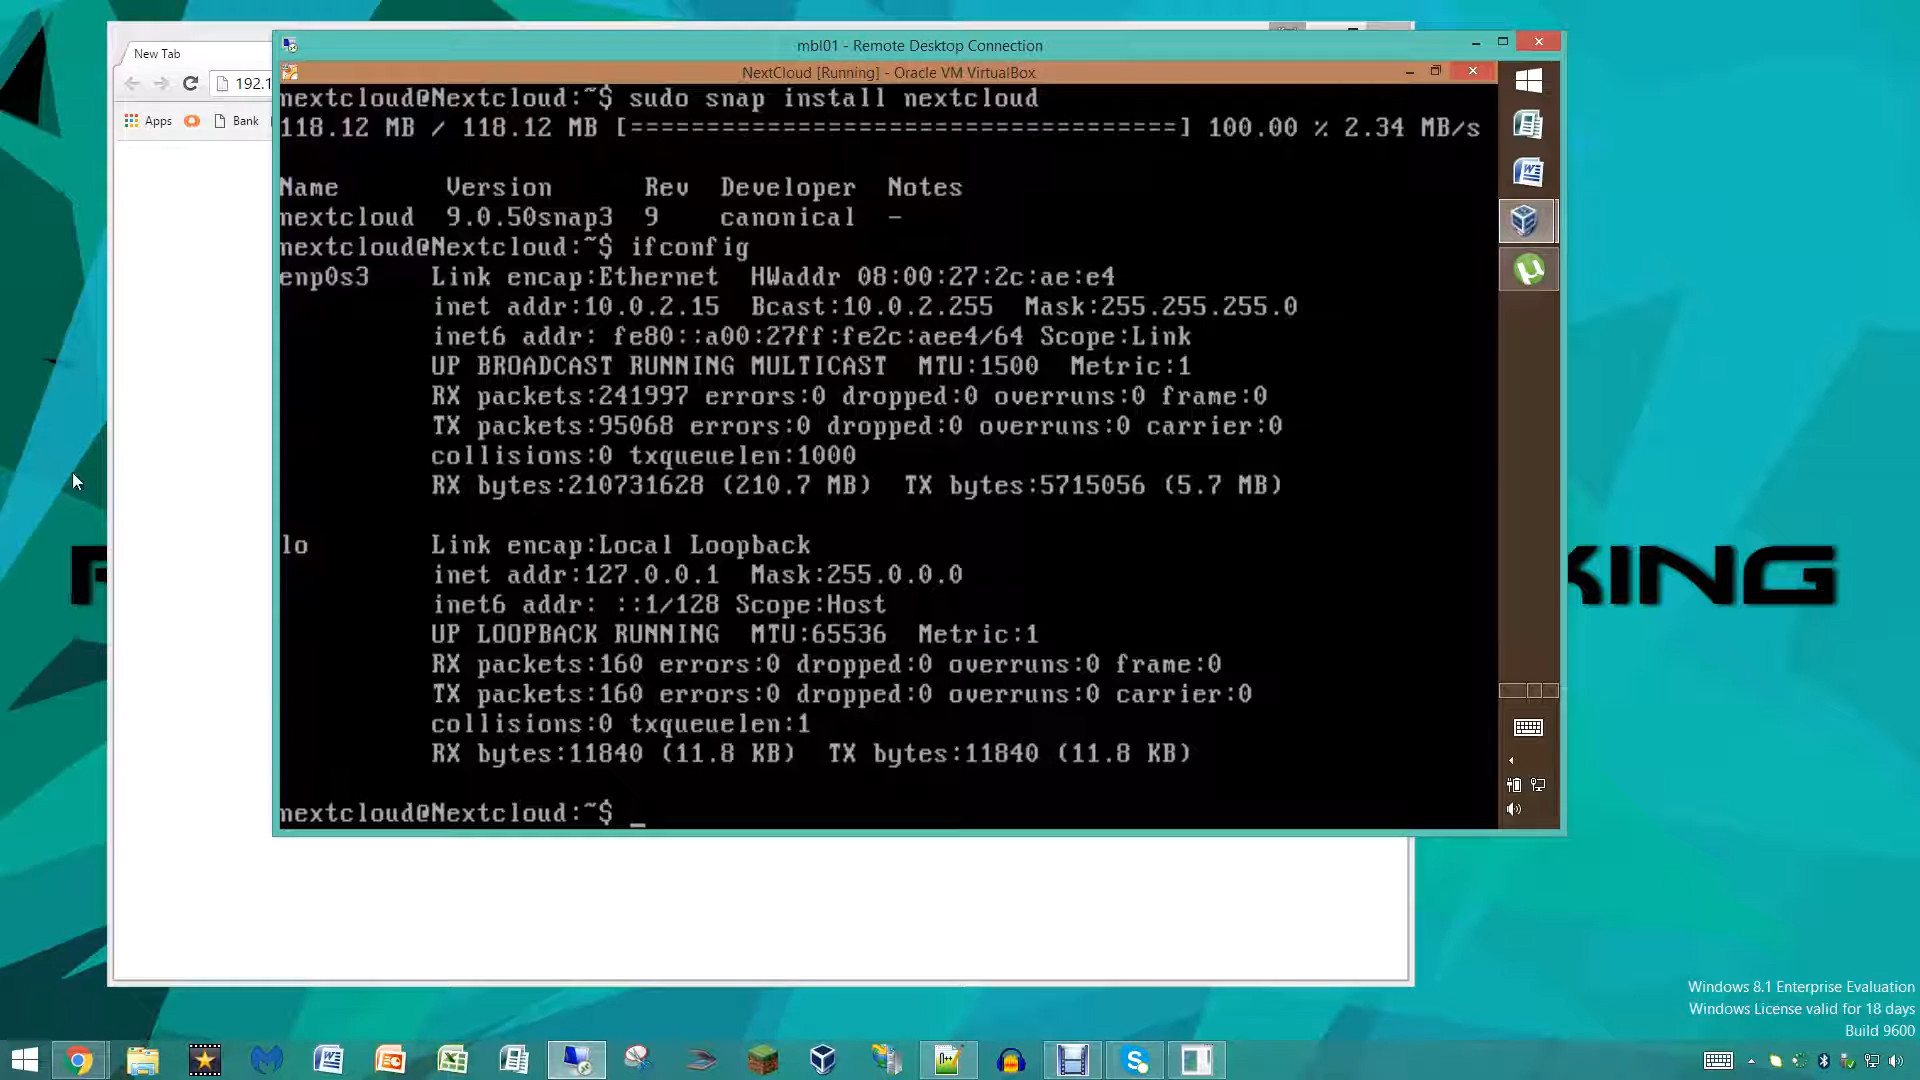 New Tab
192.1
Apps
Bank
mbl01 - Remote Desktop Connection
NextCloud [Running] - Oracle VM VirtualBox
nextcloud@Nextcloud:~$ sudo snap install nextcloud
118.12 MB / 118.12 MB [====================================] 100.00 % 2.34 MB/s
Name Version Rev Developer Notes
nextcloud 9.0.50snap3 9 canonical -
nextcloud@Nextcloud:~$ ifconfig
enp0s3 Link encap:Ethernet HWaddr 08:00:27:2c:ae:e4
inet addr:10.0.2.15 Bcast:10.0.2.255 Mask:255.255.255.0
inet6 addr: fe80::a00:27ff:fe2c:aee4/64 Scope:Link
UP BROADCAST RUNNING MULTICAST MTU:1500 Metric:1
RX packets:241997 errors:0 dropped:0 overruns:0 frame:0
TX packets:95068 errors:0 dropped:0 overruns:0 carrier:0
collisions:0 txqueuelen:1000
RX bytes:210731628 (210.7 MB) TX bytes:5715056 (5.7 MB)
lo Link encap:Local Loopback
inet addr:127.0.0.1 Mask:255.0.0.0
inet6 addr: ::1/128 Scope:Host
UP LOOPBACK RUNNING MTU:65536 Metric:1
RX packets:160 errors:0 dropped:0 overruns:0 frame:0
TX packets:160 errors:0 dropped:0 overruns:0 carrier:0
collisions:0 txqueuelen:1
RX bytes:11840 (11.8 KB) TX bytes:11840 (11.8 KB)
nextcloud@Nextcloud:~$ _
KING
Windows 8.1 Enterprise Evaluation
Windows License valid for 18 days
Build 9600